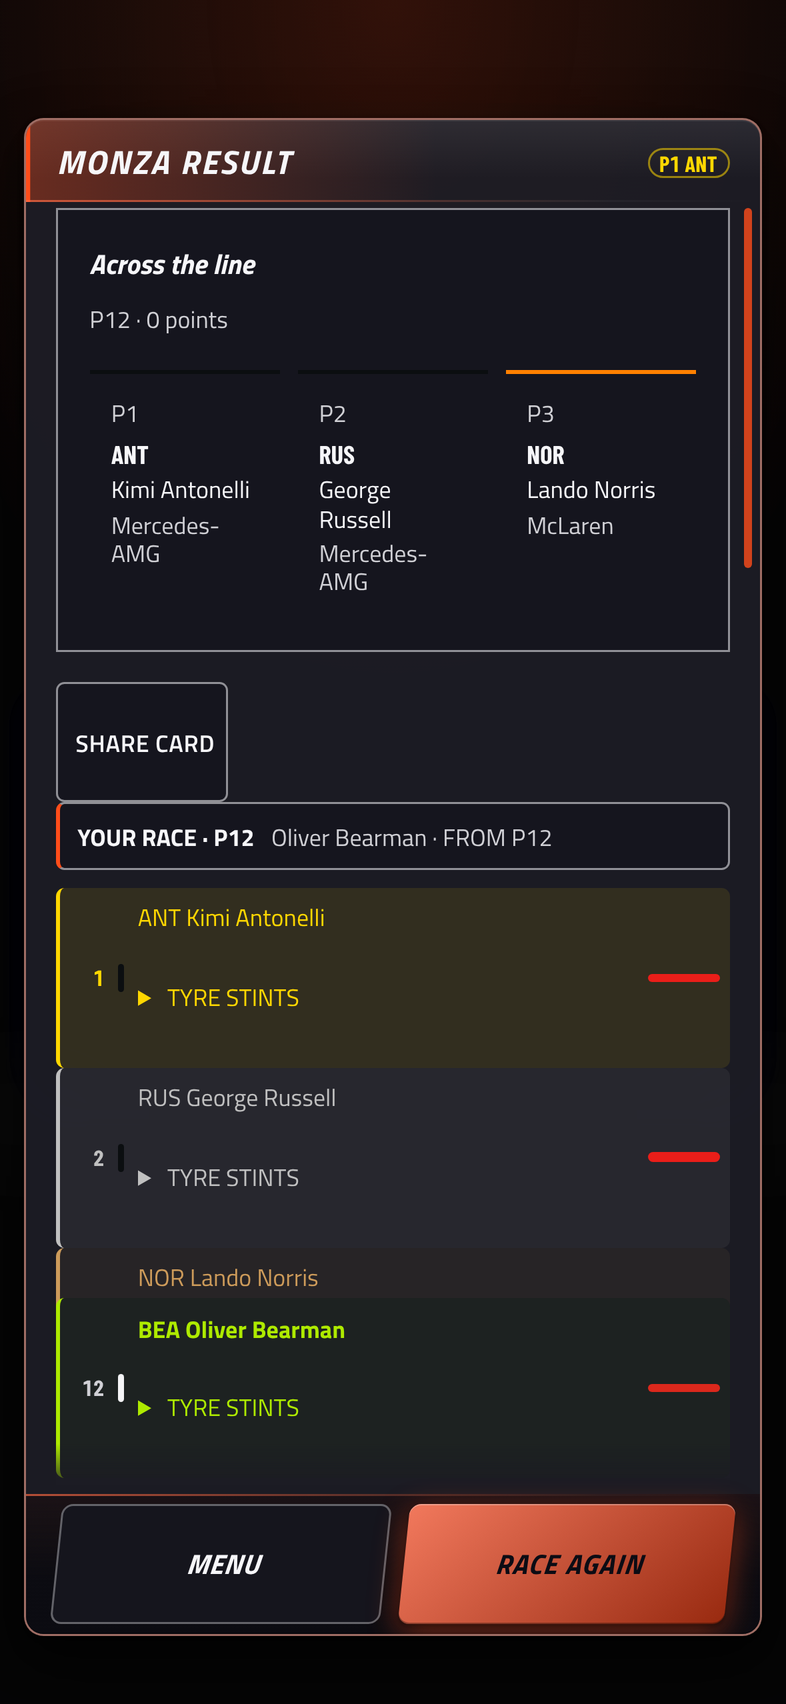 MONZA RESULT
P1 ANT
Across the line
P12 · 0 points
P1
ANT
Kimi Antonelli
Mercedes-
AMG
P2
RUS
George
Russell
Mercedes-
AMG
P3
NOR
Lando Norris
McLaren
SHARE CARD
YOUR RACE · P12 Oliver Bearman · FROM P12
ANT Kimi Antonelli
1
TYRE STINTS
RUS George Russell
2
TYRE STINTS
NOR Lando Norris
BEA Oliver Bearman
12
TYRE STINTS
MENU
RACE AGAIN